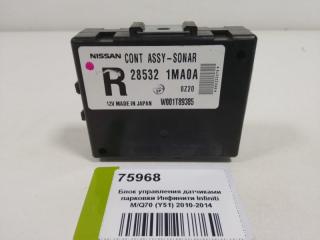 NISSAN CONT ASSY-SONAR
R 28532 1MA0A
0220
12V MADE IN JAPAN W001T89385
75968
Блок управления датчиками
парковки Инфинити Infiniti
M/Q70 (Y51) 2010-2014